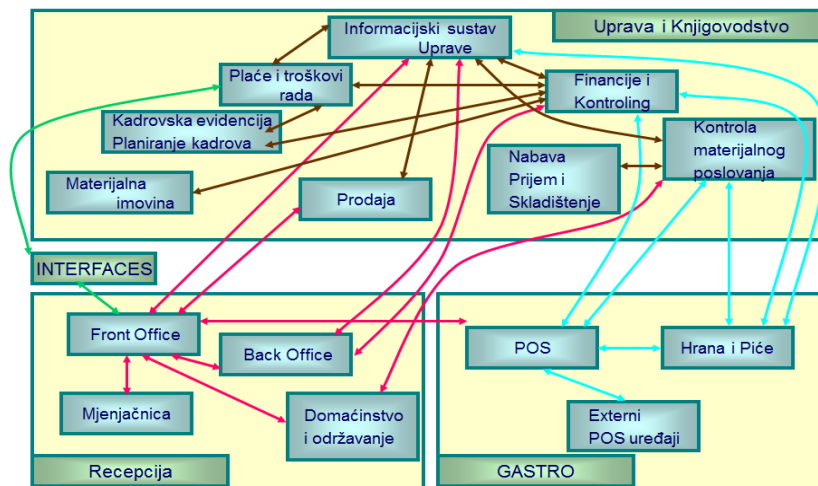 Informacijski sustav
Uprave
Uprava i Knjigovodstvo
Plaće i troškovi
rada
Financije i
Kontroling
Kadrovska evidencija
Planiranje kadrova
Kontrola
materijalnog
poslovanja
Nabava
Prijem i
Skladištenje
Materijalna
imovina
Prodaja
INTERFACES
Front Office
Back Office
POS
Hrana i Piće
Mjenjačnica
Domaćinstvo
i održavanje
Externi
POS uređaji
Recepcija
GASTRO